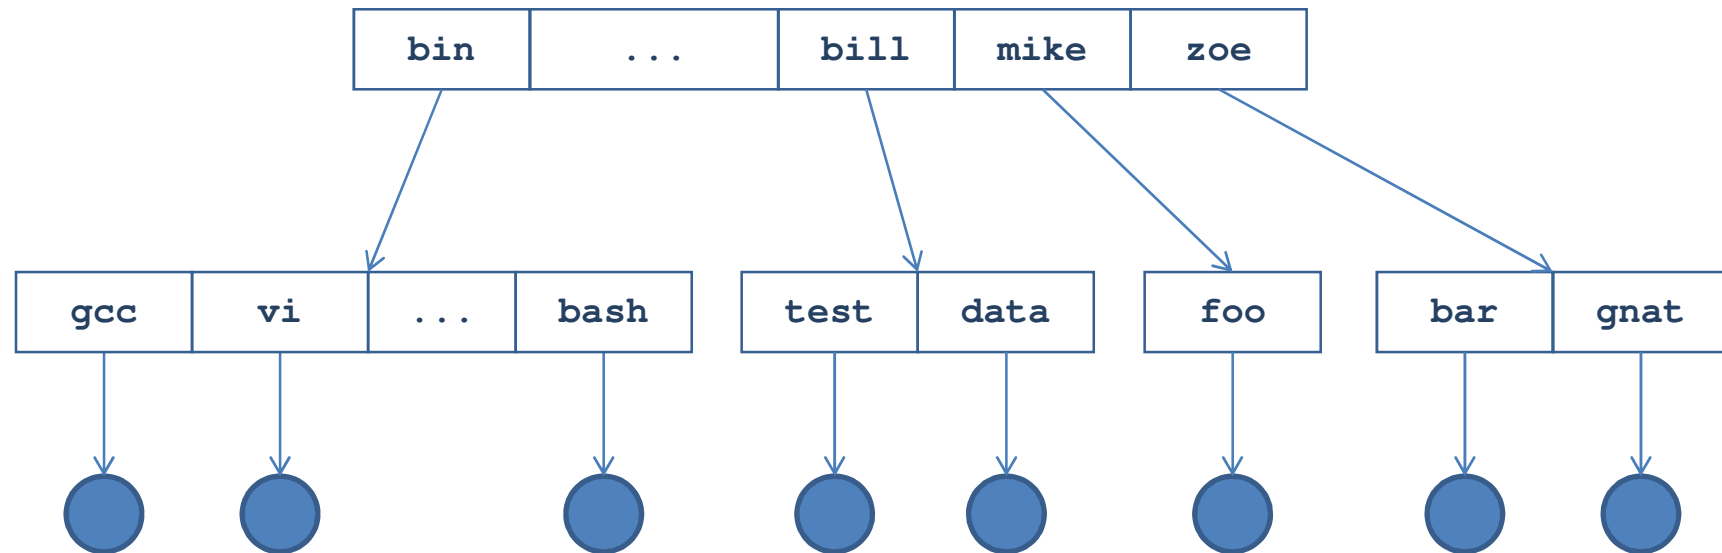 bin ... bill mike zoe
gcc vi ... bash test data foo bar gnat